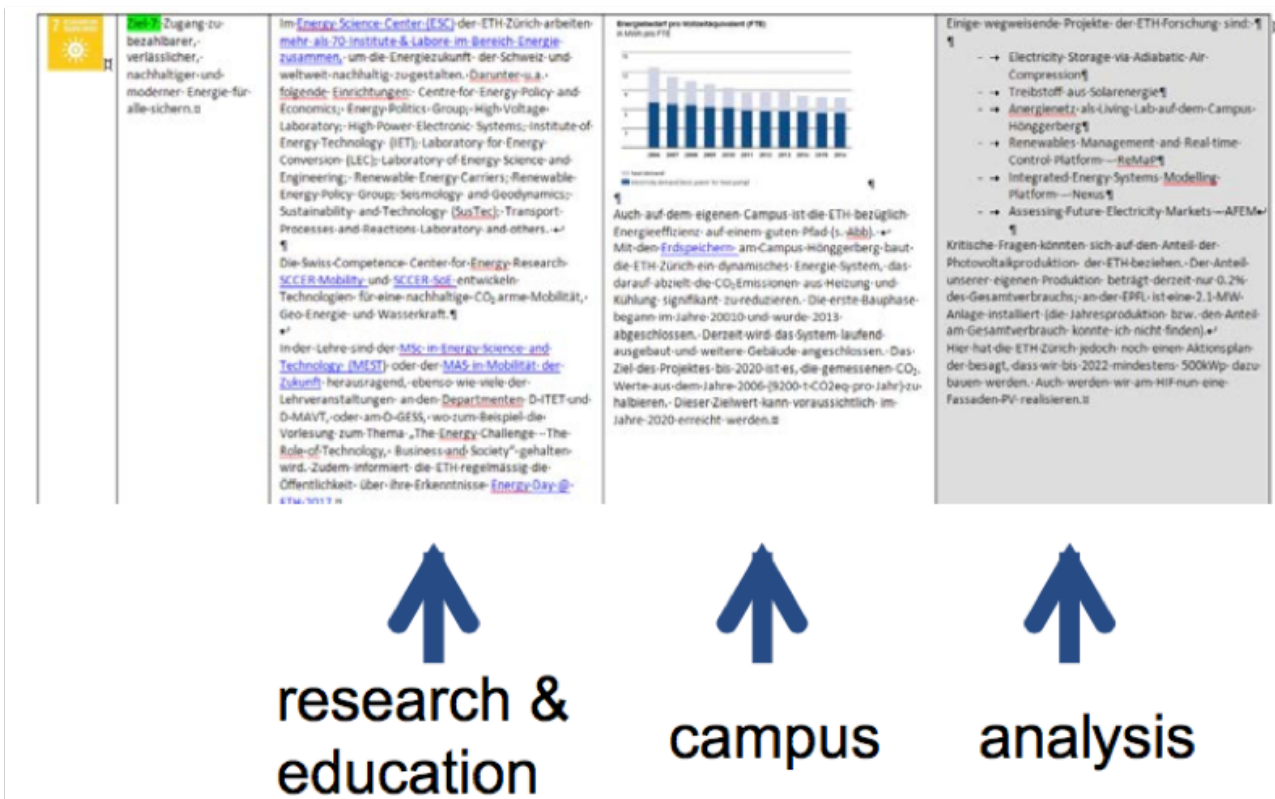 7
Ziel 7: Zugang zu
bezahlbarer,
verlässlicher,
nachhaltiger und
moderner Energie für
alle sichern.¤
Im Energy Science Center (ESC) der ETH Zürich arbeiten
mehr als 70 Institute & Labore im Bereich Energie
zusammen, um die Energiezukunft der Schweiz und
weltweit nachhaltig zu gestalten. Darunter u.a.
folgende Einrichtungen: Centre for Energy Policy and
Economics; Energy Politics Group; High Voltage
Laboratory; High Power Electronic Systems; Institute of
Energy Technology (IET); Laboratory for Energy
Conversion (LEC); Laboratory of Energy Science and
Engineering; Renewable Energy Carriers; Renewable
Energy Policy Group; Seismology and Geodynamics;
Sustainability and Technology (SusTec); Transport
Processes and Reactions Laboratory and others.↵
¶
Die Swiss Competence Center for Energy Research
SCCER Mobility und SCCER SoE entwickeln
Technologien für eine nachhaltige CO₂ arme Mobilität,
Geo-Energie und Wasserkraft.¶
↵
In der Lehre sind der MSc in Energy Science and
Technology (MEST) oder der MAS in Mobilität der
Zukunft herausragend, ebenso wie viele der
Lehrveranstaltungen an den Departmenten D-ITET und
D-MAVT, oder am D-GESS, wo zum Beispiel die
Vorlesung zum Thema „The Energy Challenge - The
Role of Technology, Business and Society" gehalten
wird. Zudem informiert die ETH regelmässig die
Öffentlichkeit über ihre Erkenntnisse Energy Day @
ETH 2017.¤
Energiebedarf pro Vollzeitäquivalent (FTE)
in MWh pro FTE
2006 2007 2008 2009 2010 2011 2012 2013 2014 2015 2016
Heat demand
¶
¶
Auch auf dem eigenen Campus ist die ETH bezüglich
Energieeffizienz auf einem guten Pfad (s. Abb).↵
Mit den Erdspeichern am Campus Hönggerberg baut
die ETH Zürich ein dynamisches Energie System, das
darauf abzielt die CO₂ Emissionen aus Heizung und
Kühlung signifikant zu reduzieren. Die erste Bauphase
begann im Jahre 20010 und wurde 2013
abgeschlossen. Derzeit wird das System laufend
ausgebaut und weitere Gebäude angeschlossen. Das
Ziel des Projektes bis 2020 ist es, die gemessenen CO₂
Werte aus dem Jahre 2006 (9200 t CO2eq pro Jahr) zu
halbieren. Dieser Zielwert kann voraussichtlich im
Jahre 2020 erreicht werden.¤
Einige wegweisende Projekte der ETH Forschung sind:¶
¶
- → Electricity Storage via Adiabatic Air
Compression¶
- → Treibstoff aus Solarenergie¶
- → Anergienetz als Living Lab auf dem Campus
Hönggerberg¶
- → Renewables Management and Real-time
Control Platform — ReMaP¶
- → Integrated Energy Systems Modelling
Platform — Nexus¶
- → Assessing Future Electricity Markets — AFEM↵
¶
Kritische Fragen könnten sich auf den Anteil der
Photovoltaikproduktion der ETH beziehen. Der Anteil
unserer eigenen Produktion beträgt derzeit nur 0.2%
des Gesamtverbrauchs; an der EPFL ist eine 2.1-MW
Anlage installiert (die Jahresproduktion bzw. den Anteil
am Gesamtverbrauch konnte ich nicht finden).↵
Hier hat die ETH Zürich jedoch noch einen Aktionsplan
der besagt, dass wir bis 2022 mindestens 500kWp dazu
bauen werden. Auch werden wir am HIF nun eine
Fassaden-PV realisieren.¤
research &
education
campus
analysis